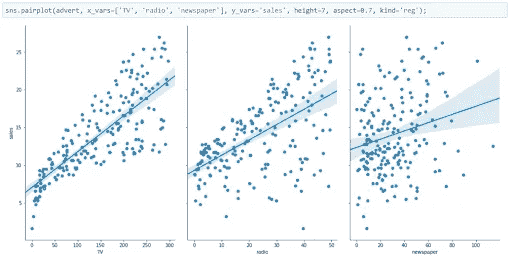 sns.pairplot(advert, x_vars=['TV', 'radio', 'newspaper'], y_vars='sales', height=7, aspect=0.7, kind='reg');
25
20
15
10
5
sales
0 50 100 150 200 250 300
0 10 20 30 40 50
0 20 40 60 80 100 120
TV
radio
newspaper